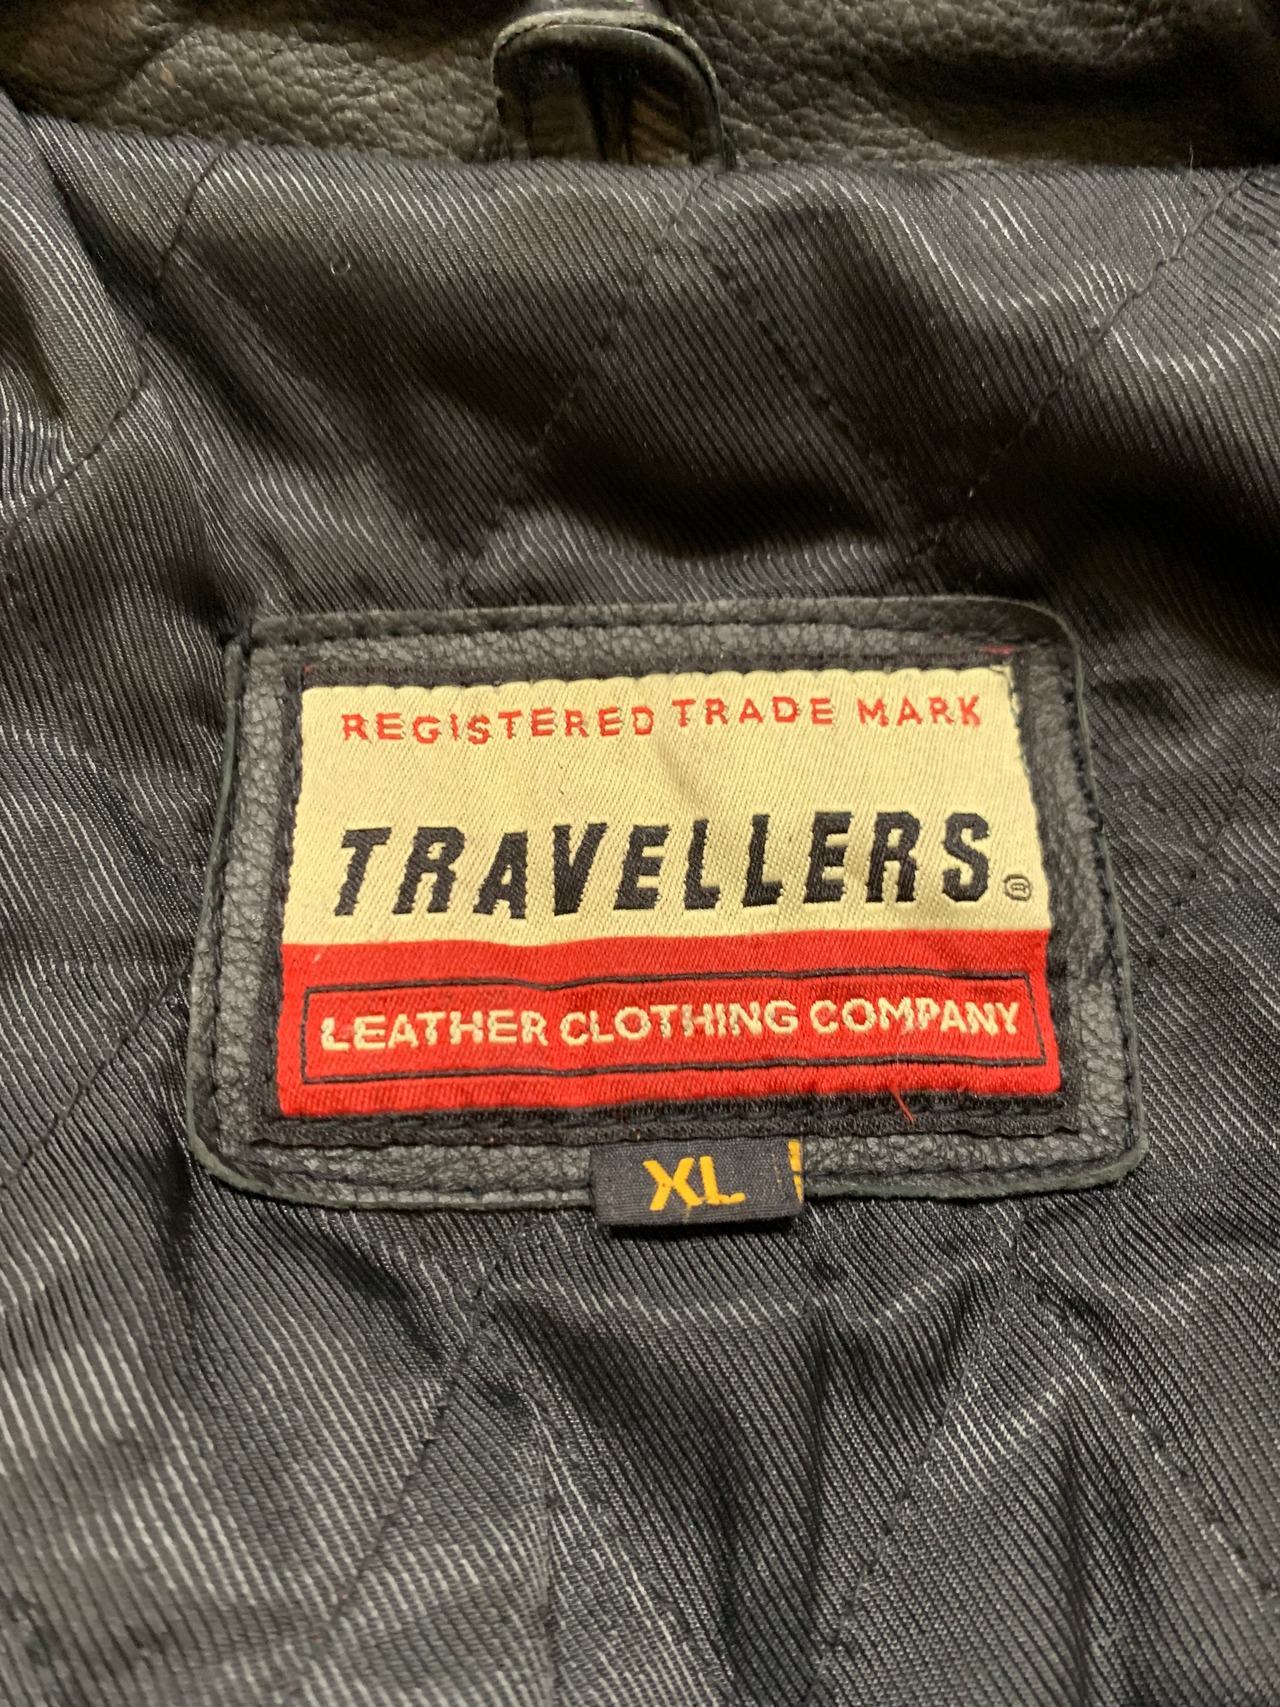 REGISTERED TRADE MARK
TRAVELLERS®
LEATHER CLOTHING COMPANY
XL